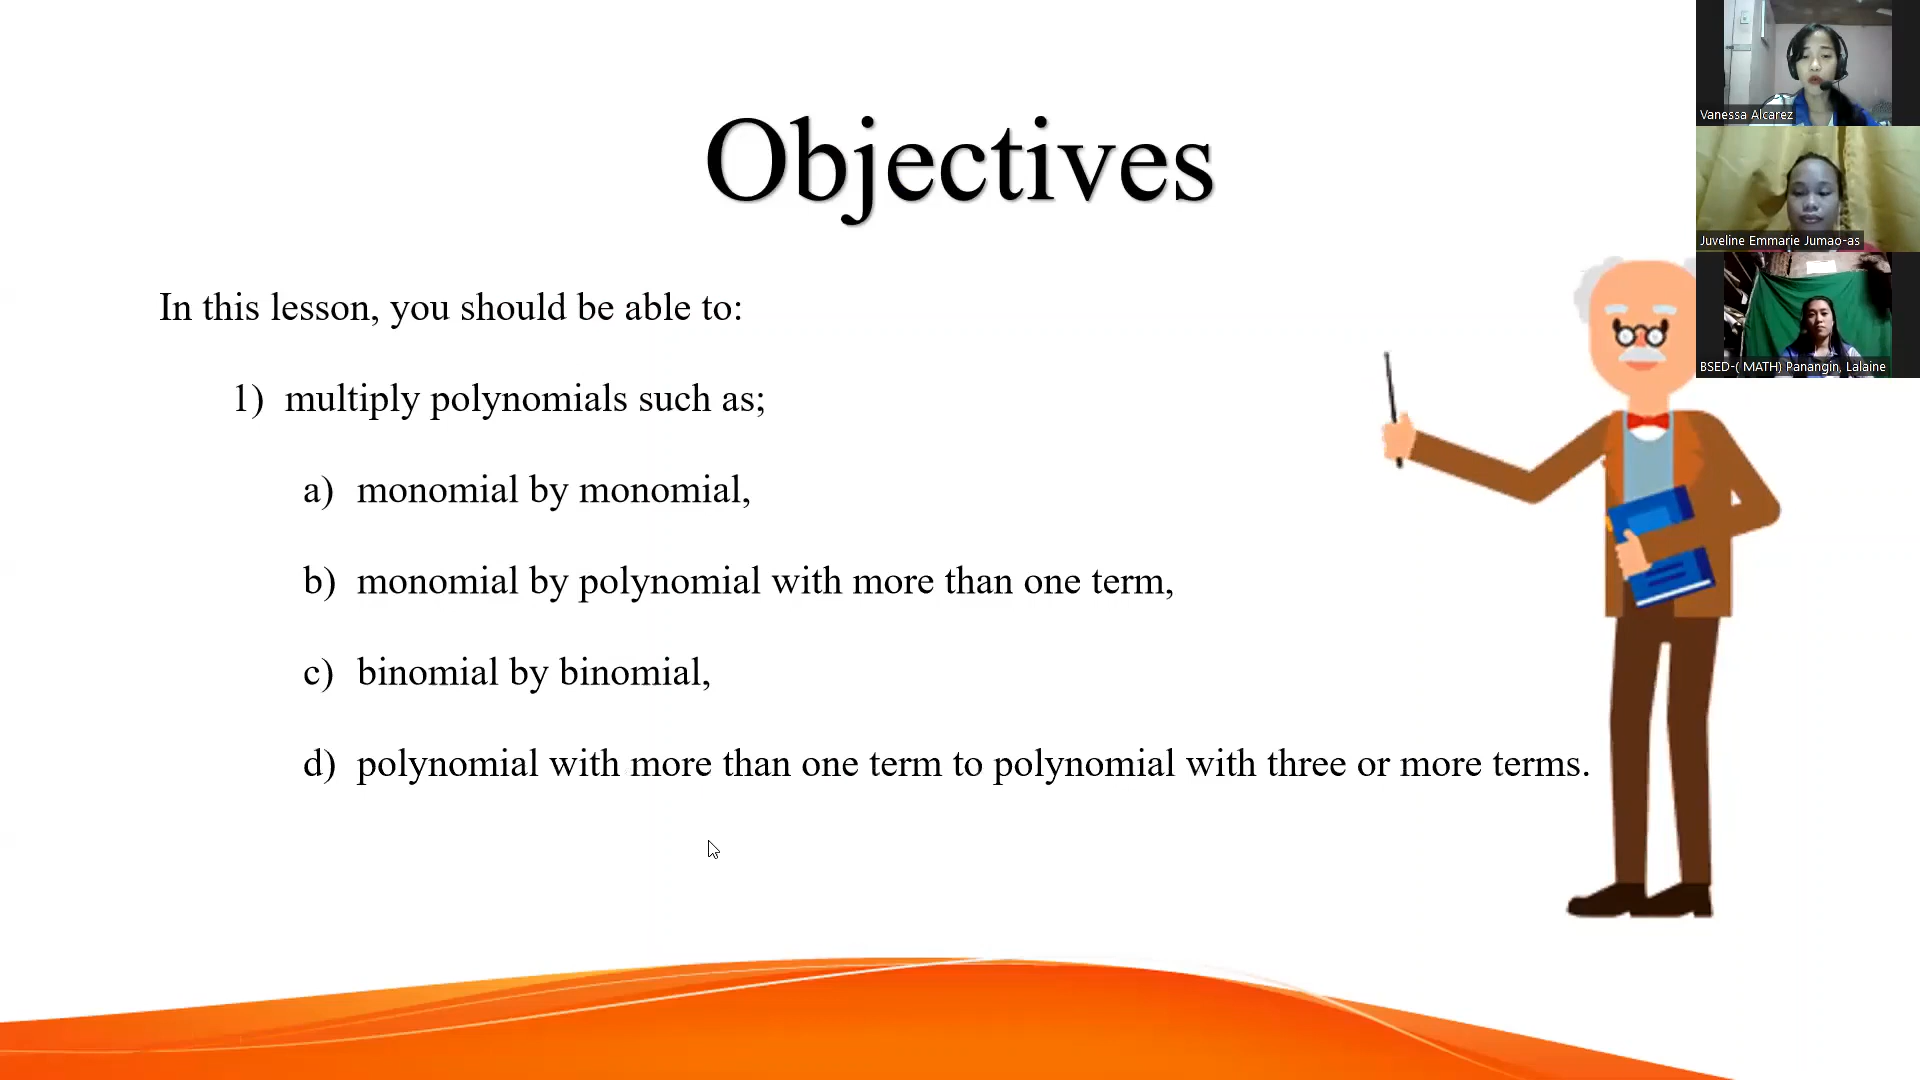 Objectives
In this lesson, you should be able to:
1) multiply polynomials such as;
a) monomial by monomial,
b) monomial by polynomial with more than one term,
c) binomial by binomial,
d) polynomial with more than one term to polynomial with three or more terms.
Vanessa Alcarez
Juveline Emmarie Jumao-as
BSED-( MATH) Panangin, Lalaine